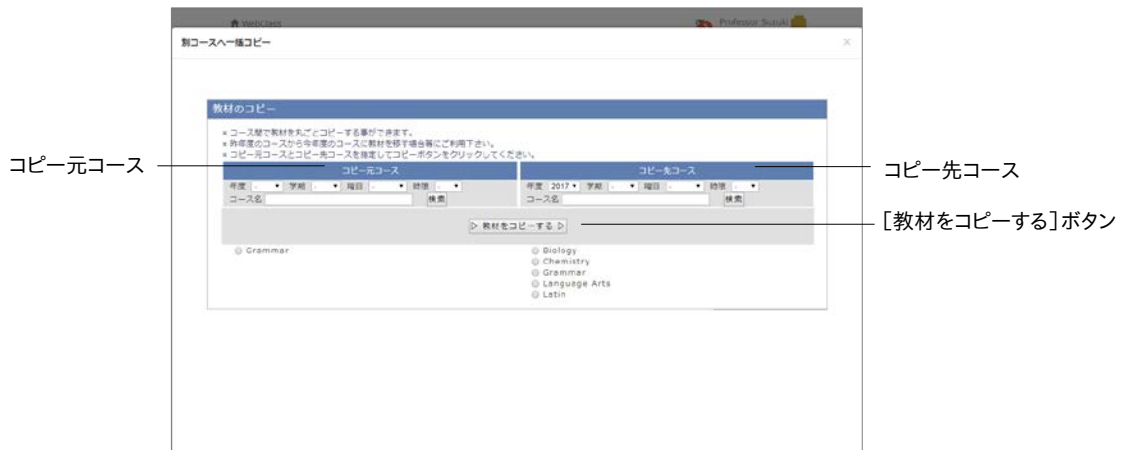 WebClass
Professor Suzuki
別コースへ一括コピー
×
教材のコピー
※ コース間で教材を丸ごとコピーする事ができます。
※ 昨年度のコースから今年度のコースに教材を移す場合等にご利用下さい。
※ コピー元コースとコピー先コースを指定してコピーボタンをクリックしてください。
コピー元コース
コピー元コース
コピー先コース
コピー先コース
年度 - 学期 - 曜日 - 時限 -
コース名 検索
年度 2017 学期 - 曜日 - 時限 -
コース名 検索
▷ 教材をコピーする ▷
[教材をコピーする]ボタン
Grammar
Biology
Chemistry
Grammar
Language Arts
Latin